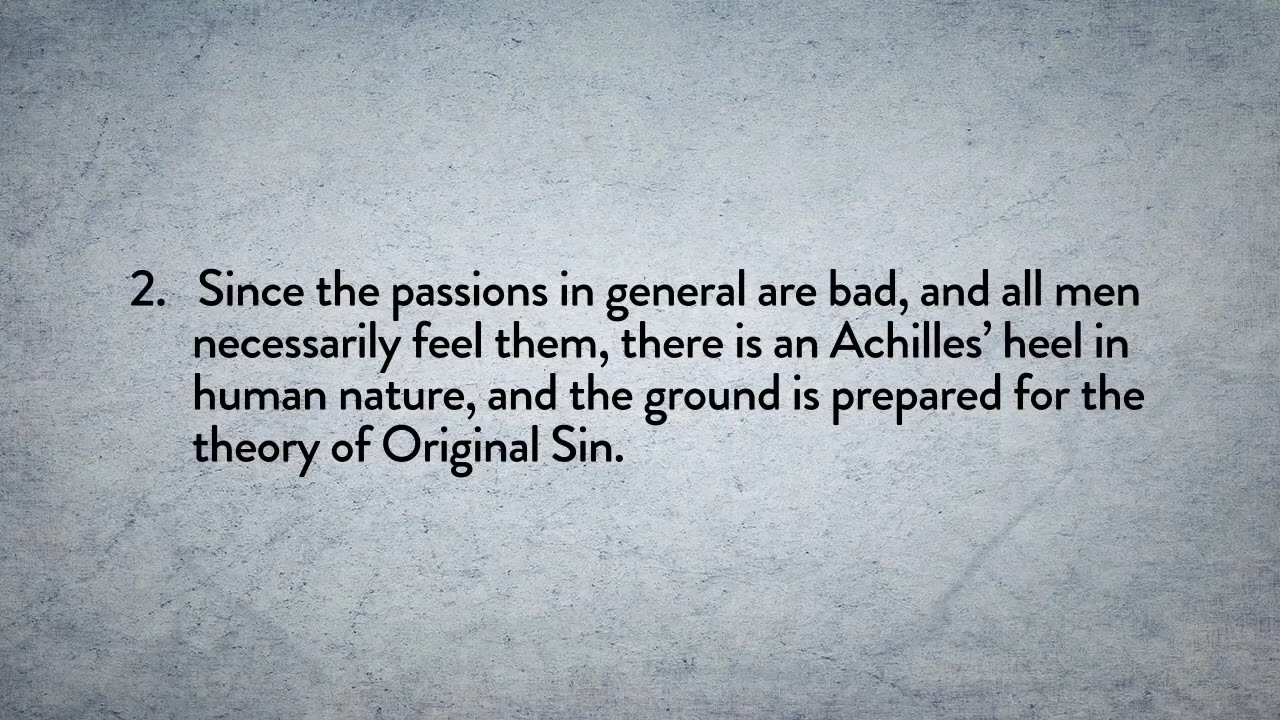 2. Since the passions in general are bad, and all men
necessarily feel them, there is an Achilles’ heel in
human nature, and the ground is prepared for the
theory of Original Sin.